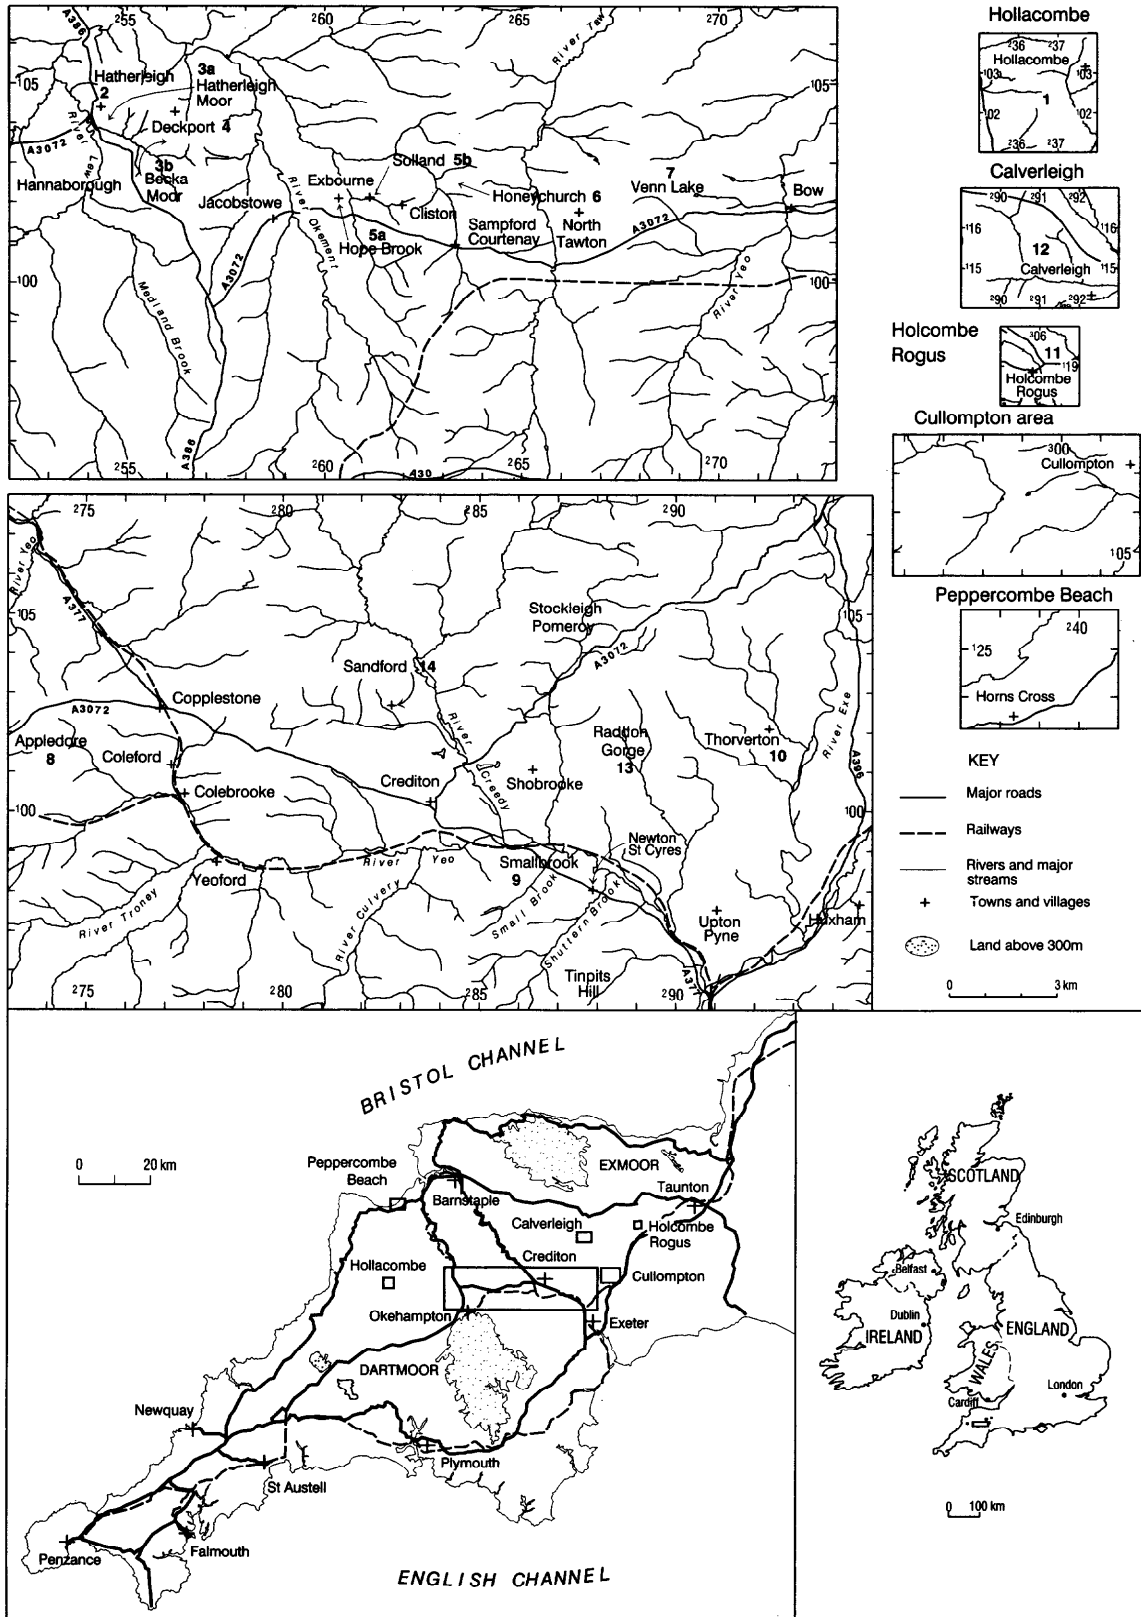 255
260
265
270
A386
River Taw
Hatherleigh
2
3a
Hatherleigh
Moor
105
105
Deckport 4
A3072
River Lew
3b
Becka
Moor
Hannaborough
Jacobstowe
Exbourne
Solland 5b
Cliston
Honeychurch 6
7
Venn Lake
Bow
North
Tawton
Sampford
Courtenay
A3072
5a
Hope Brook
River Okement
A3072
100
100
Medland Brook
River Yeo
A386
255
260
A30
265
270
Hollacombe
236
237
Hollacombe
103
103
1
102
102
236
237
Calverleigh
290
291
292
116
116
12
Calverleigh
115
115
290
291
292
Holcombe
Rogus
306
11
119
Holcombe
Rogus
Cullompton area
300
Cullompton
105
Peppercombe Beach
240
125
Horns Cross
KEY
Major roads
Railways
Rivers and major
streams
Towns and villages
Land above 300m
0 3 km
275
280
285
290
River Yeo
A377
105
105
Stockleigh
Pomeroy
A3072
Sandford 14
Copplestone
A3072
Appledore
8
Coleford
Colebrooke
Crediton
River Creedy
Shobrooke
Raddon
Gorge
13
Thorverton
10
River Exe
A396
100
100
Newton
St Cyres
Smallbrook
9
River Yeo
Yeoford
River Troney
River Culvery
Small Brook
Shuttern Brook
Upton
Pyne
Huxham
Tinpits
Hill
A377
275
280
285
290
BRISTOL CHANNEL
0 20 km
Peppercombe
Beach
EXMOOR
Taunton
Barnstaple
Calverleigh
Holcombe
Rogus
Crediton
Hollacombe
Cullompton
Okehampton
Exeter
DARTMOOR
Newquay
Plymouth
St Austell
Penzance
Falmouth
ENGLISH CHANNEL
SCOTLAND
Edinburgh
Belfast
Dublin
IRELAND
ENGLAND
WALES
London
Cardiff
0 100 km